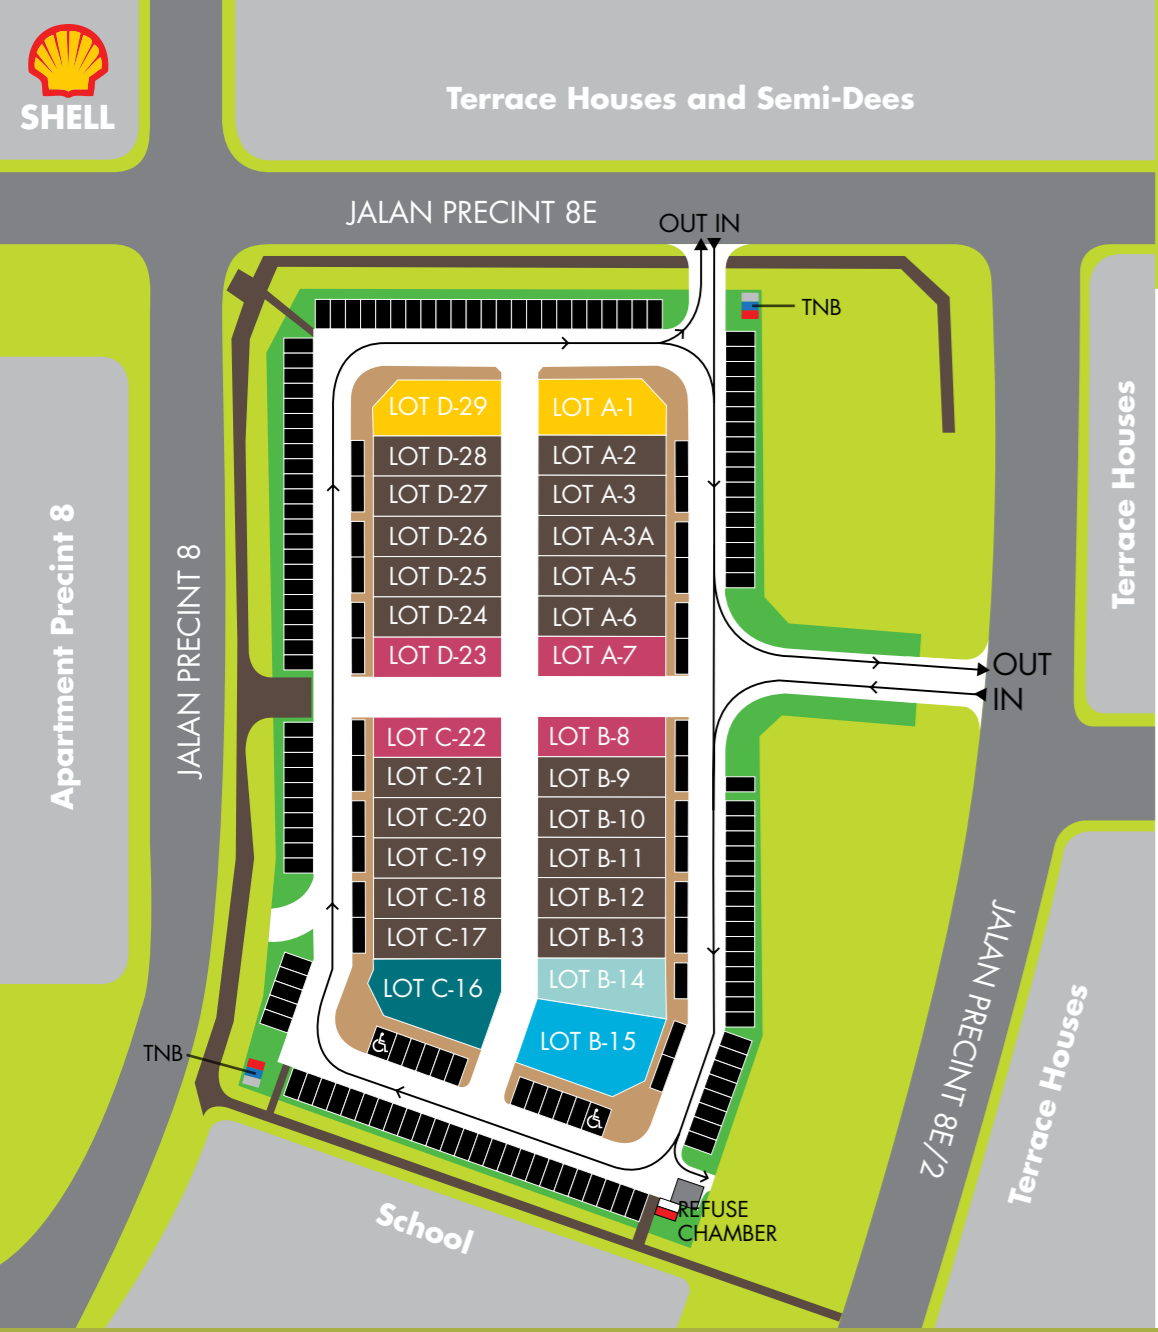 SHELL
Terrace Houses and Semi-Dees
JALAN PRECINT 8E
OUT IN
TNB
LOT D-29
LOT D-28
LOT D-27
LOT D-26
LOT D-25
LOT D-24
LOT D-23
LOT A-1
LOT A-2
LOT A-3
LOT A-3A
LOT A-5
LOT A-6
LOT A-7
Terrace Houses
Apartment Precint 8
JALAN PRECINT 8
OUT
IN
LOT C-22
LOT C-21
LOT C-20
LOT C-19
LOT C-18
LOT C-17
LOT C-16
LOT B-8
LOT B-9
LOT B-10
LOT B-11
LOT B-12
LOT B-13
LOT B-14
LOT B-15
JALAN PRECINT 8E/2
Terrace Houses
TNB
School
REFUSE
CHAMBER